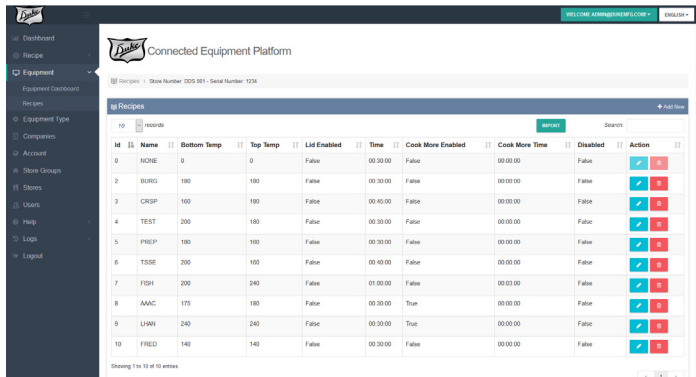 Duke
WELCOME ADMIN@DUKEMFG.COM
ENGLISH
Dashboard
Recipe
Equipment
Equipment Dashboard
Recipes
Equipment Type
Companies
Account
Store Groups
Stores
Users
Help
Logs
Logout
Duke Connected Equipment Platform
Recipes > Store Number: DDS 001 - Serial Number: 1234
Recipes
+ Add New
10 records
IMPORT
Search:
Id Name Bottom Temp Top Temp Lid Enabled Time Cook More Enabled Cook More Time Disabled Action
0 NONE 0 0 False 00:30:00 False 00:00:00 False
2 BURG 180 180 False 00:30:00 False 00:00:00 False
3 CRSP 160 180 False 00:45:00 False 00:00:00 False
4 TEST 200 180 False 00:30:00 False 00:00:00 False
5 PREP 180 160 False 00:30:00 False 00:00:00 False
6 TSSE 200 160 False 00:40:00 False 00:00:00 False
7 FISH 200 240 False 01:00:00 False 00:03:00 False
8 AAAC 175 180 False 00:30:00 True 00:00:00 False
9 LHAN 240 240 False 00:30:00 True 00:00:00 False
10 FRED 140 140 False 00:30:00 False 00:00:00 False
Showing 1 to 10 of 10 entries
< 1 >